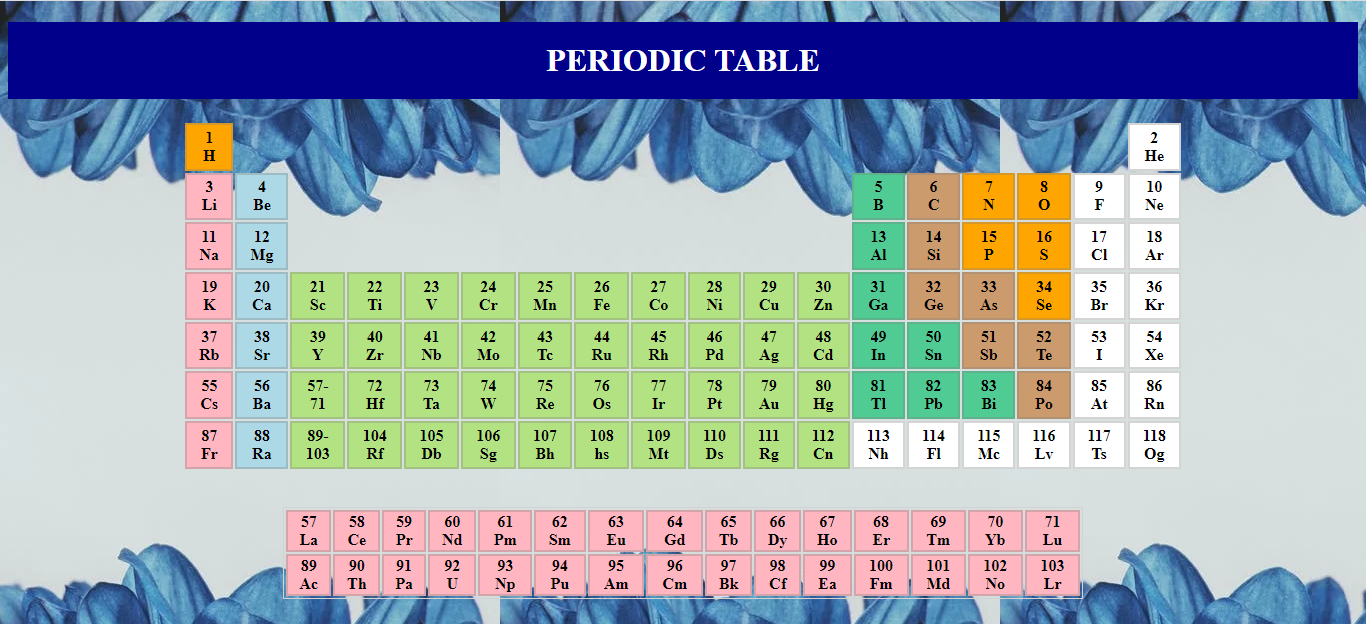 PERIODIC TABLE
1 2
H He
3 4 5 6 7 8 9 10
Li Be B C N O F Ne
11 12 13 14 15 16 17 18
Na Mg Al Si P S Cl Ar
19 20 21 22 23 24 25 26 27 28 29 30 31 32 33 34 35 36
K Ca Sc Ti V Cr Mn Fe Co Ni Cu Zn Ga Ge As Se Br Kr
37 38 39 40 41 42 43 44 45 46 47 48 49 50 51 52 53 54
Rb Sr Y Zr Nb Mo Tc Ru Rh Pd Ag Cd In Sn Sb Te I Xe
55 56 57- 72 73 74 75 76 77 78 79 80 81 82 83 84 85 86
Cs Ba 71 Hf Ta W Re Os Ir Pt Au Hg Tl Pb Bi Po At Rn
87 88 89- 104 105 106 107 108 109 110 111 112 113 114 115 116 117 118
Fr Ra 103 Rf Db Sg Bh hs Mt Ds Rg Cn Nh Fl Mc Lv Ts Og
57 58 59 60 61 62 63 64 65 66 67 68 69 70 71
La Ce Pr Nd Pm Sm Eu Gd Tb Dy Ho Er Tm Yb Lu
89 90 91 92 93 94 95 96 97 98 99 100 101 102 103
Ac Th Pa U Np Pu Am Cm Bk Cf Ea Fm Md No Lr